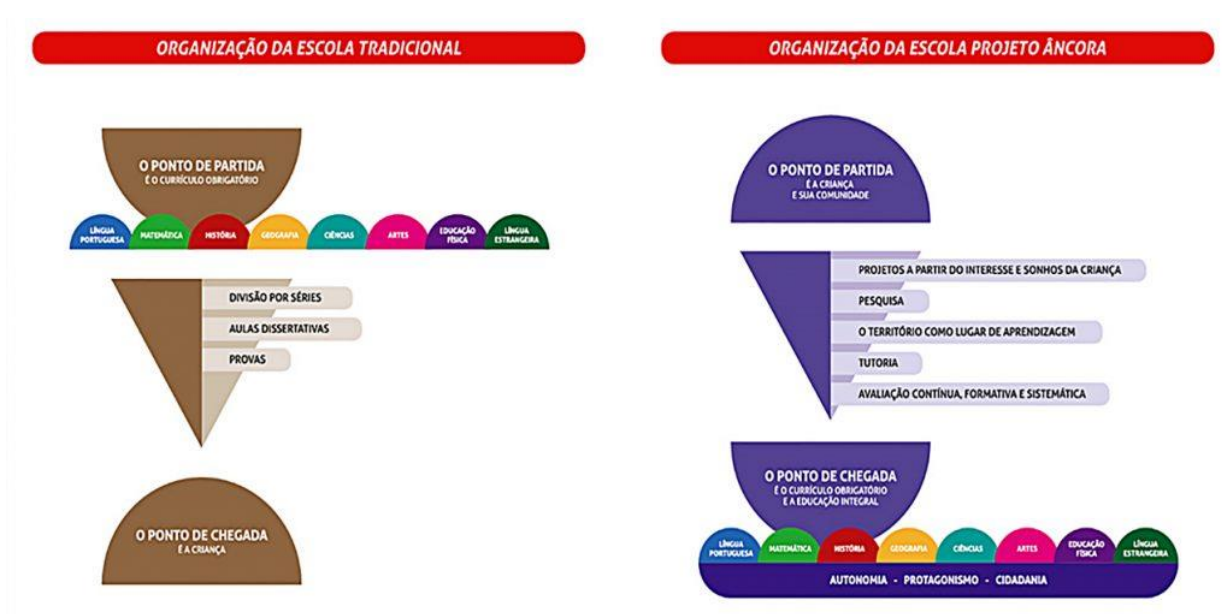 ORGANIZAÇÃO DA ESCOLA TRADICIONAL
O PONTO DE PARTIDA
É O CURRÍCULO OBRIGATÓRIO
LÍNGUA
PORTUGUESA
MATEMÁTICA
HISTÓRIA
GEOGRAFIA
CIÊNCIAS
ARTES
EDUCAÇÃO
FÍSICA
LÍNGUA
ESTRANGEIRA
DIVISÃO POR SÉRIES
AULAS DISSERTATIVAS
PROVAS
O PONTO DE CHEGADA
É A CRIANÇA
ORGANIZAÇÃO DA ESCOLA PROJETO ÂNCORA
O PONTO DE PARTIDA
É A CRIANÇA
E SUA COMUNIDADE
PROJETOS A PARTIR DO INTERESSE E SONHOS DA CRIANÇA
PESQUISA
O TERRITÓRIO COMO LUGAR DE APRENDIZAGEM
TUTORIA
AVALIAÇÃO CONTÍNUA, FORMATIVA E SISTEMÁTICA
O PONTO DE CHEGADA
É O CURRÍCULO OBRIGATÓRIO
E A EDUCAÇÃO INTEGRAL
LÍNGUA
PORTUGUESA
MATEMÁTICA
HISTÓRIA
GEOGRAFIA
CIÊNCIAS
ARTES
EDUCAÇÃO
FÍSICA
LÍNGUA
ESTRANGEIRA
AUTONOMIA - PROTAGONISMO - CIDADANIA